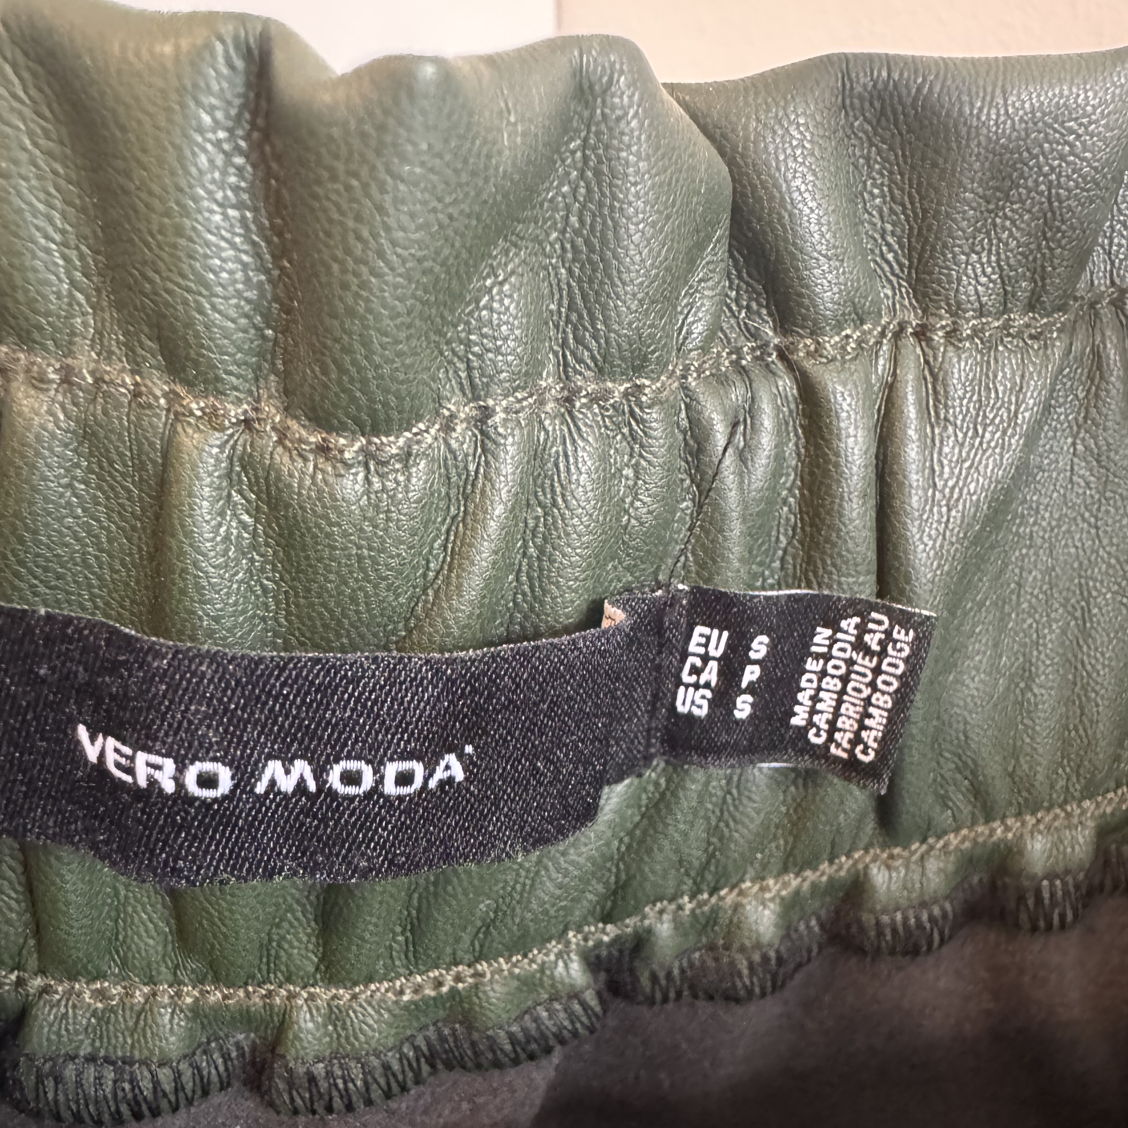 VERO MODA
EU S
CA P
US S
MADE IN
CAMBODIA
FABRIQUÉ AU
CAMBODGE